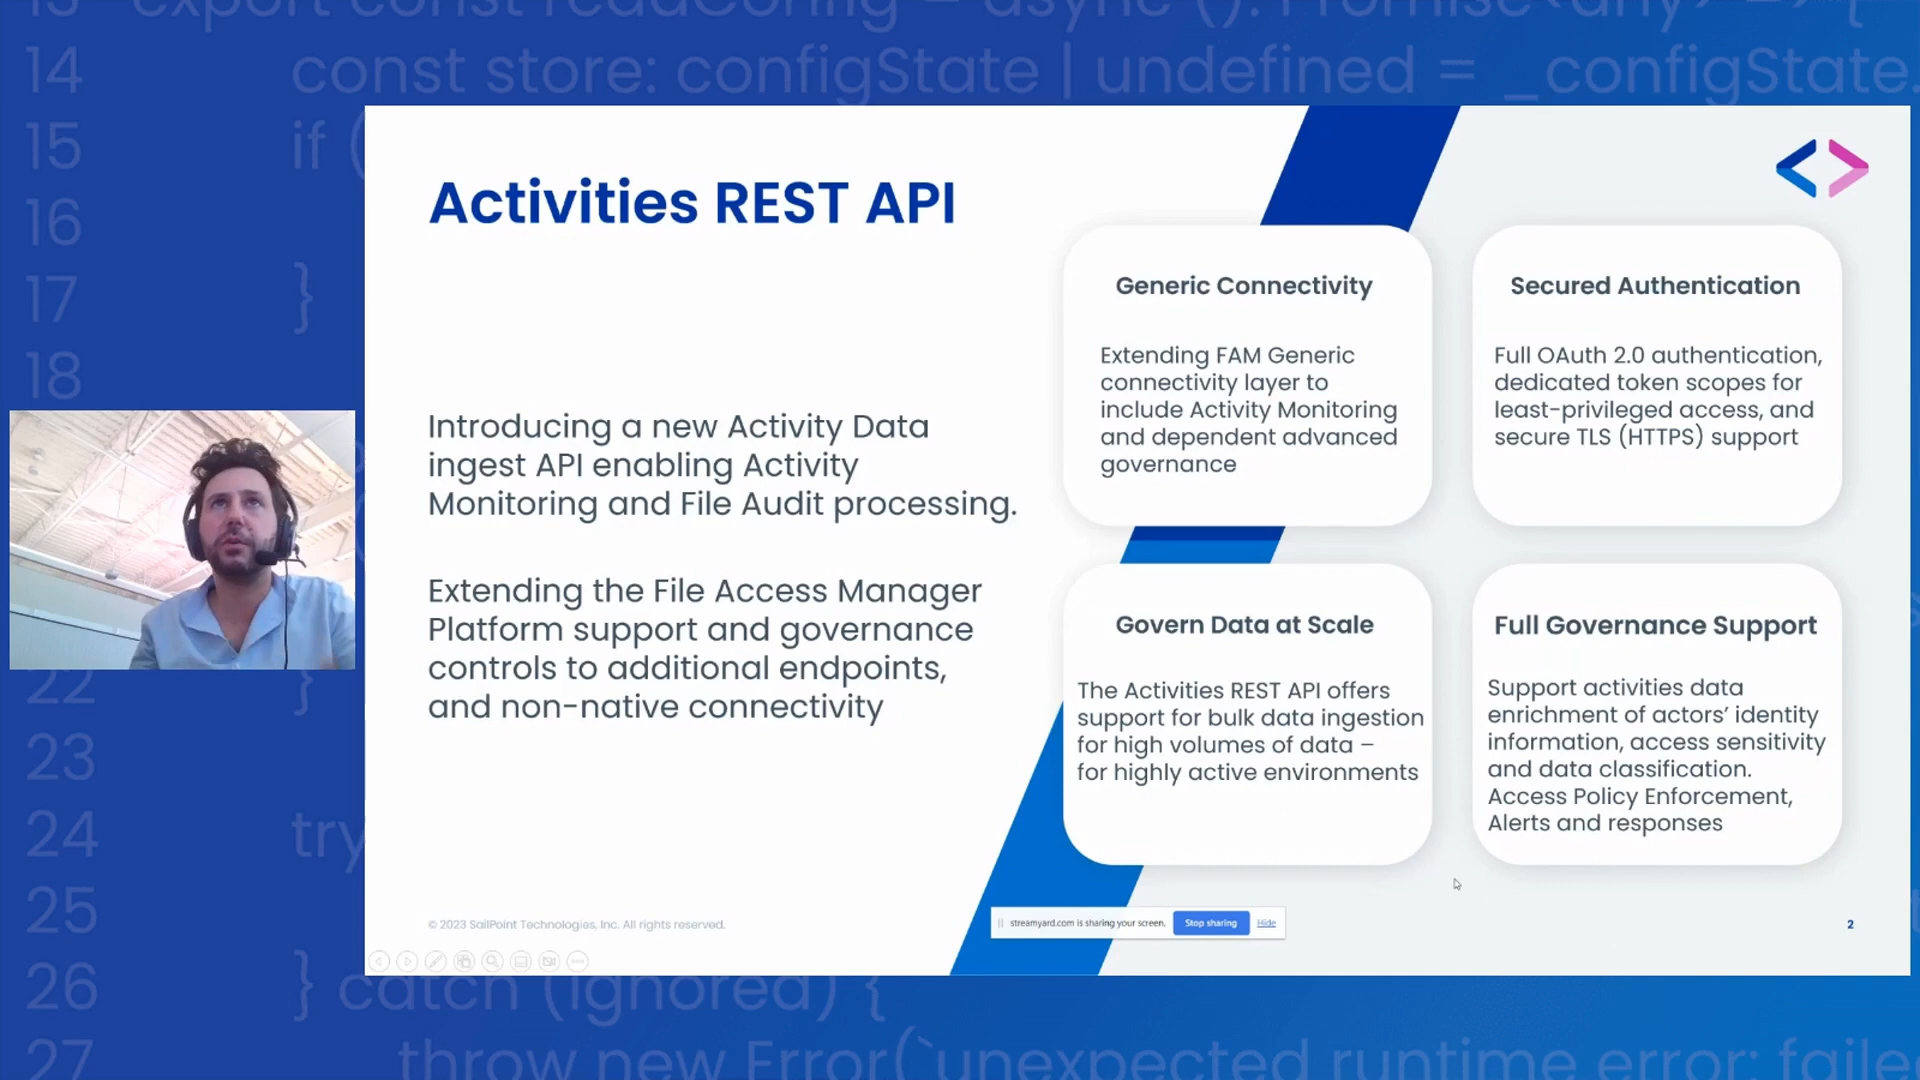 export const readConfig = async (): Promise<any> => {
14 const store: configState | undefined = _configState.
15 if (
16
17 }
18
Activities REST API
Introducing a new Activity Data
ingest API enabling Activity
Monitoring and File Audit processing.
Extending the File Access Manager
Platform support and governance
controls to additional endpoints,
and non-native connectivity
Generic Connectivity
Extending FAM Generic
connectivity layer to
include Activity Monitoring
and dependent advanced
governance
Secured Authentication
Full OAuth 2.0 authentication,
dedicated token scopes for
least-privileged access, and
secure TLS (HTTPS) support
Govern Data at Scale
The Activities REST API offers
support for bulk data ingestion
for high volumes of data –
for highly active environments
Full Governance Support
Support activities data
enrichment of actors’ identity
information, access sensitivity
and data classification.
Access Policy Enforcement,
Alerts and responses
© 2023 SailPoint Technologies, Inc. All rights reserved.
streamyard.com is sharing your screen. Stop sharing Hide
2
22 }
23
24 try
25
26 } catch (ignored) {
27 throw new Error(`unexpected runtime error: faile